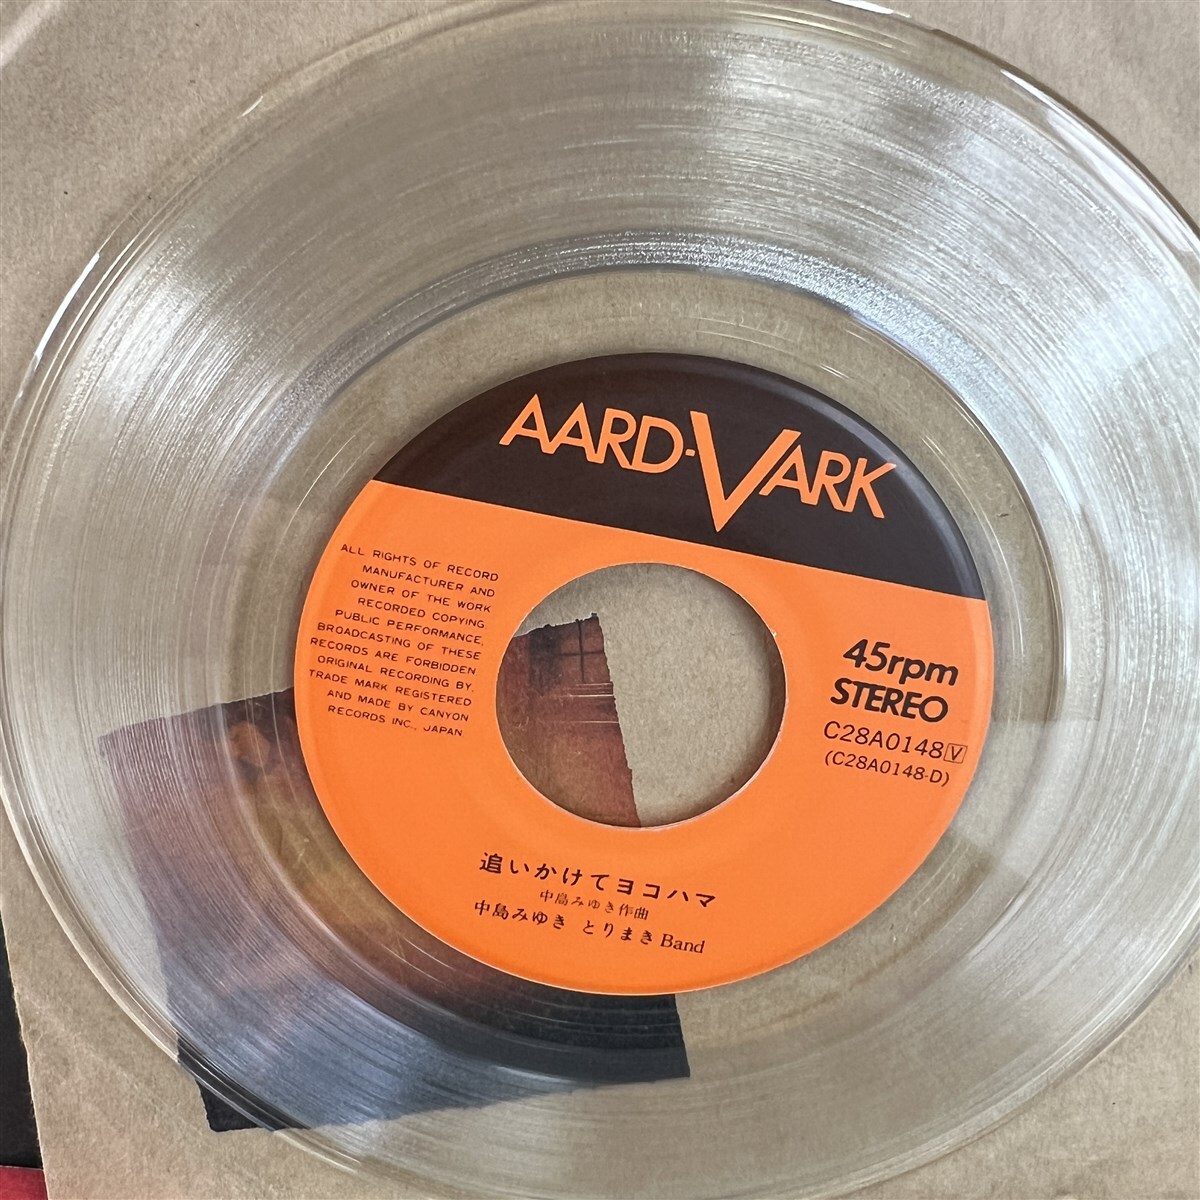 AARD-VARK
ALL RIGHTS OF RECORD
MANUFACTURER AND
OWNER OF THE WORK
RECORDED COPYING
PUBLIC PERFORMANCE,
BROADCASTING OF THESE
RECORDS ARE FORBIDDEN
ORIGINAL RECORDING BY.
TRADE MARK REGISTERED
AND MADE BY CANYON
RECORDS INC., JAPAN
45rpm
STEREO
C28A0148 V
(C28A0148-D)
追いかけてヨコハマ
中島みゆき作曲
中島みゆき とりまきBand